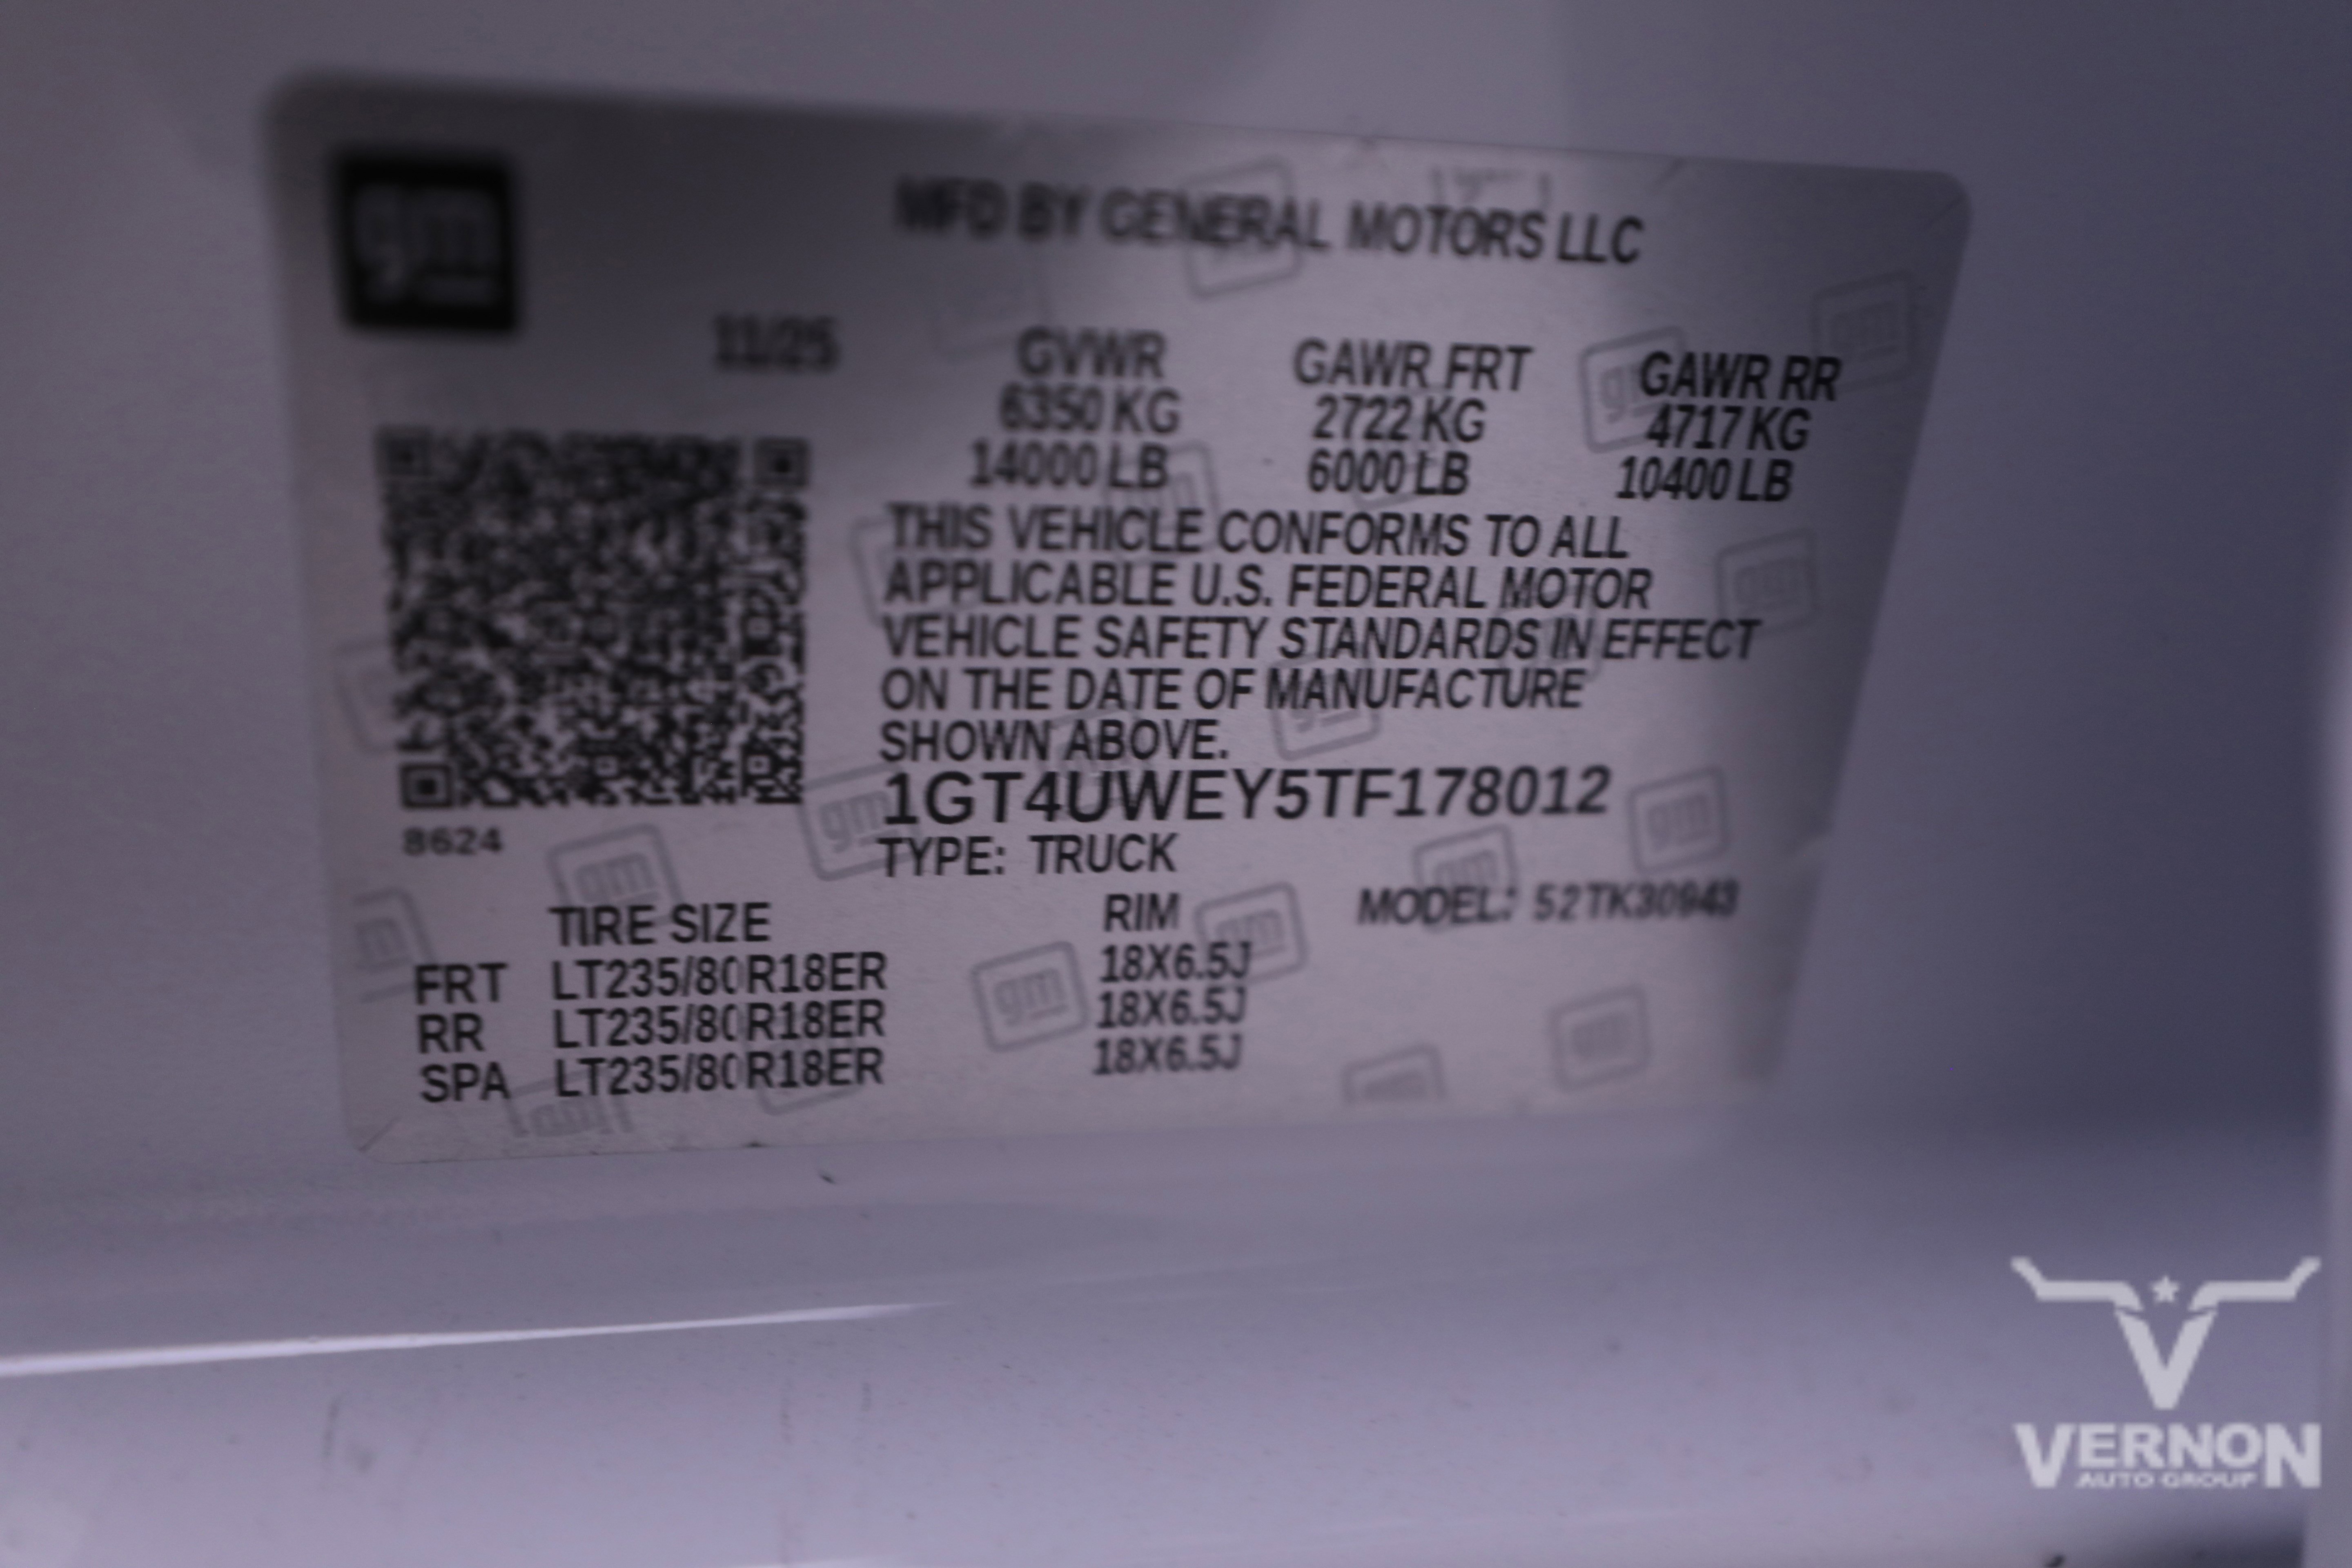 gm
MFD BY GENERAL MOTORS LLC
11/25
GVWR GAWR FRT GAWR RR
6350 KG 2722 KG 4717 KG
14000 LB 6000 LB 10400 LB
THIS VEHICLE CONFORMS TO ALL
APPLICABLE U.S. FEDERAL MOTOR
VEHICLE SAFETY STANDARDS IN EFFECT
ON THE DATE OF MANUFACTURE
SHOWN ABOVE.
1GT4UWEY5TF178012
8624
TYPE: TRUCK
MODEL: 52TK30943
TIRE SIZE RIM
FRT LT235/80R18ER 18X6.5J
RR LT235/80R18ER 18X6.5J
SPA LT235/80R18ER 18X6.5J
VERNON
AUTO GROUP